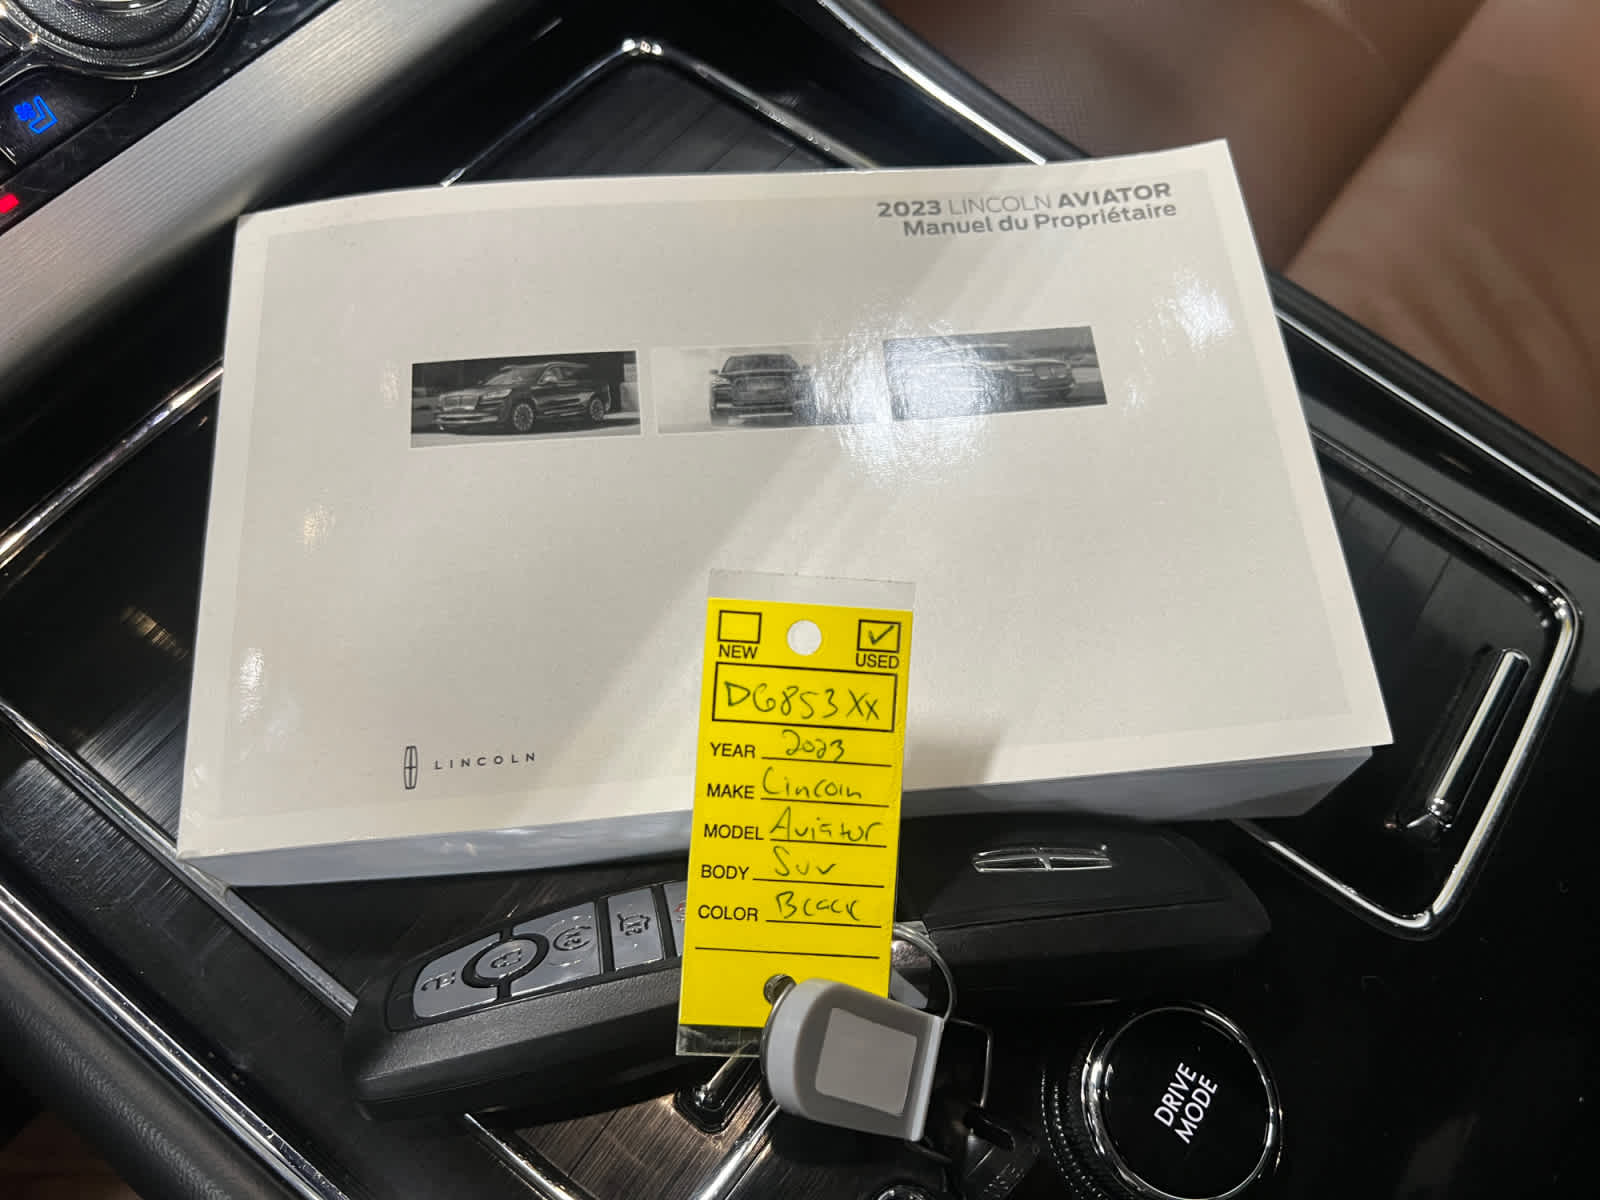 2023 LINCOLN AVIATOR
Manuel du Propriétaire
LINCOLN
NEW
✓ USED
DG853XX
YEAR 2023
MAKE Lincoln
MODEL Aviator
BODY SUV
COLOR Black
DRIVE
MODE